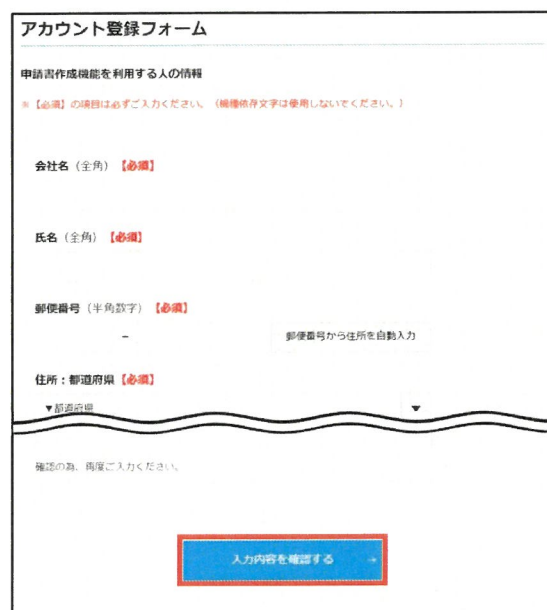 アカウント登録フォーム
申請書作成機能を利用する人の情報
※【必須】の項目は必ずご入力ください。（機種依存文字は使用しないでください。）
会社名（全角）【必須】
氏名（全角）【必須】
郵便番号（半角数字）【必須】
－ 郵便番号から住所を自動入力
住所：都道府県【必須】
▼都道府県 ▼
確認の為、再度ご入力ください。
入力内容を確認する →